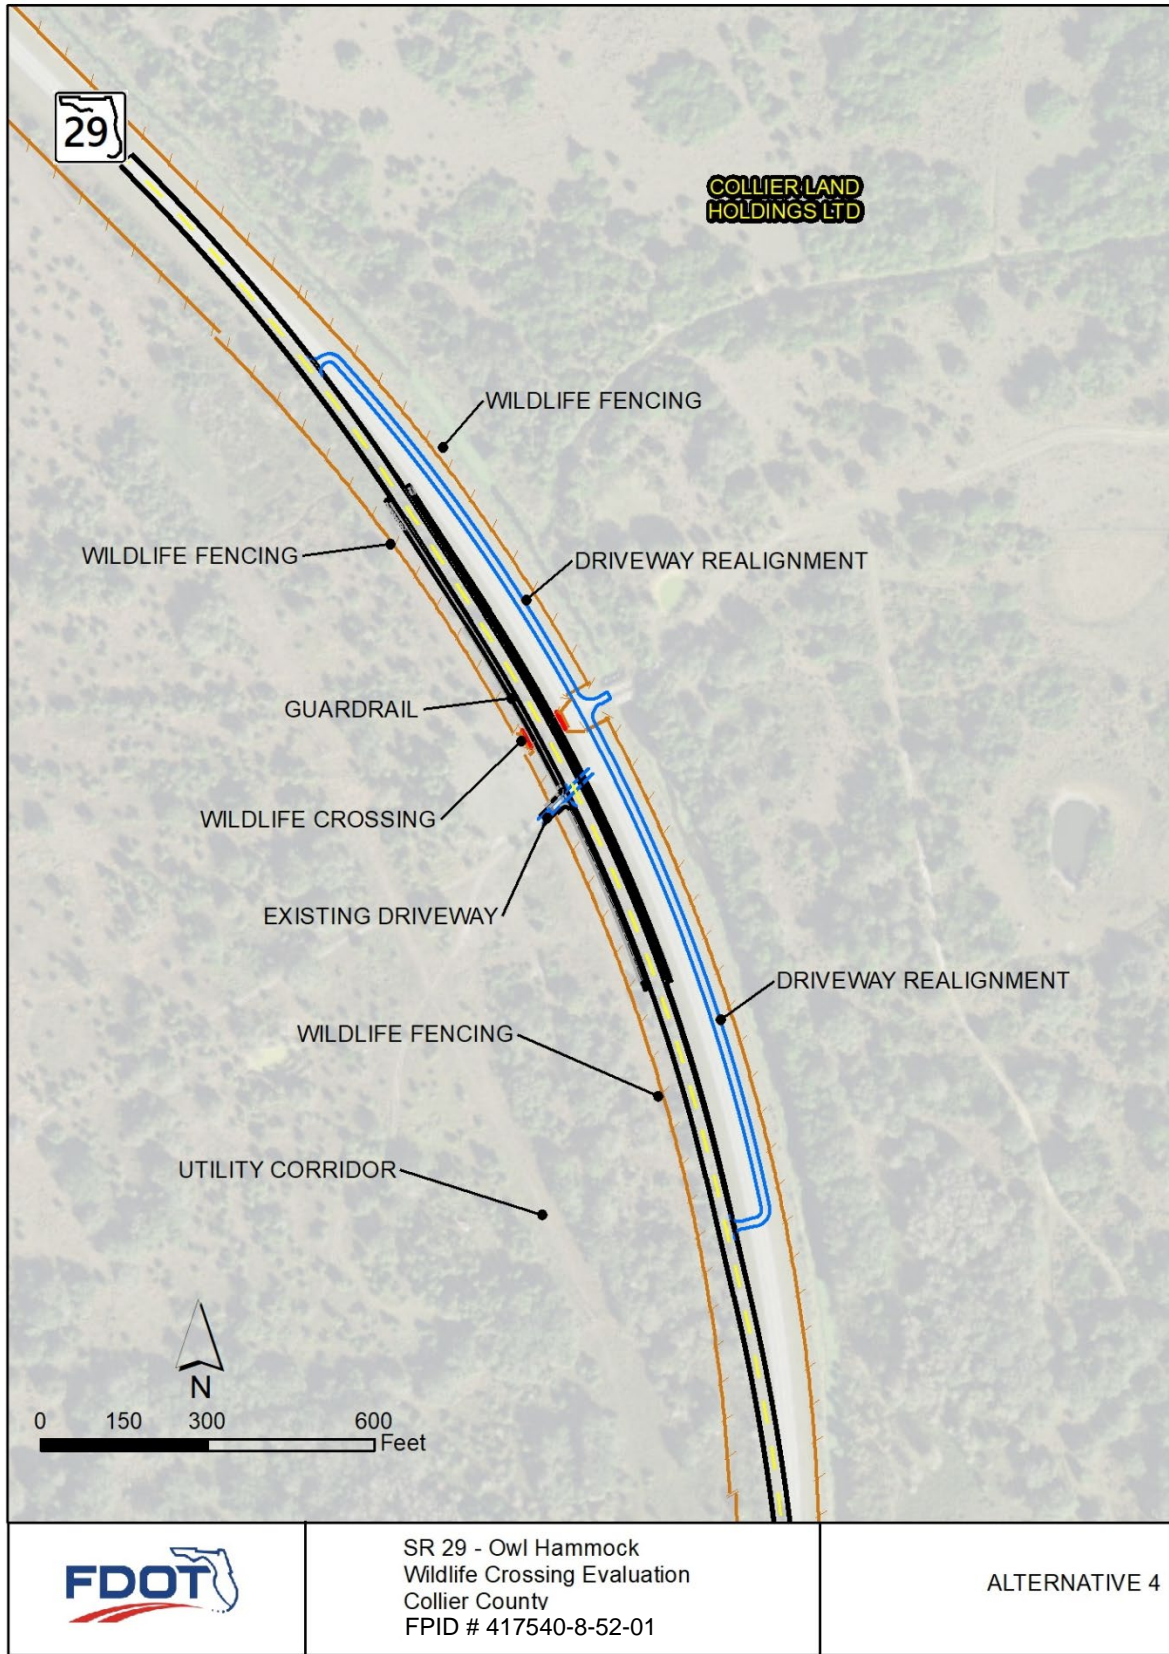 29
COLLIER LAND
HOLDINGS LTD
WILDLIFE FENCING
WILDLIFE FENCING
DRIVEWAY REALIGNMENT
GUARDRAIL
WILDLIFE CROSSING
EXISTING DRIVEWAY
DRIVEWAY REALIGNMENT
WILDLIFE FENCING
UTILITY CORRIDOR
N
0 150 300 600
Feet
FDOT
SR 29 - Owl Hammock
Wildlife Crossing Evaluation
Collier County
FPID # 417540-8-52-01
ALTERNATIVE 4